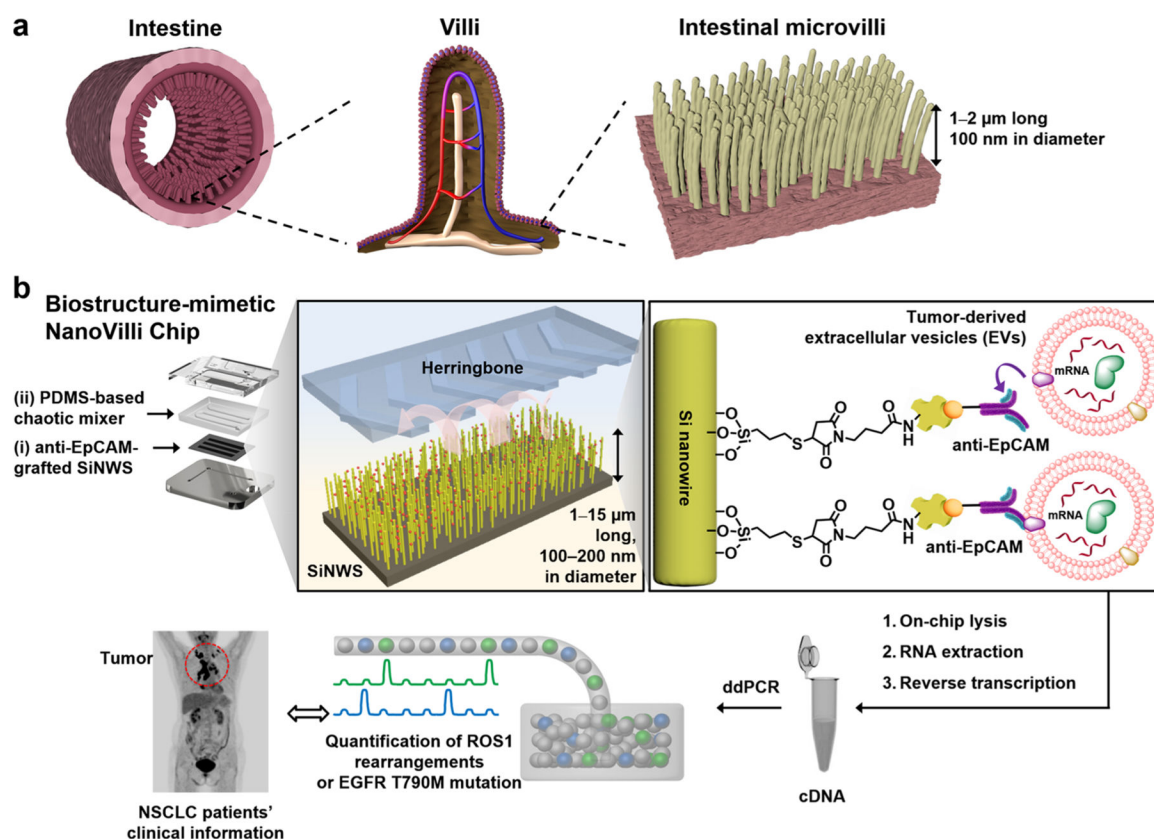 a
Intestine
Villi
Intestinal microvilli
1–2 µm long
100 nm in diameter
b
Biostructure-mimetic
NanoVilli Chip
(ii) PDMS-based
chaotic mixer
(i) anti-EpCAM-
grafted SiNWS
Herringbone
SiNWS
1–15 µm
long,
100–200 nm
in diameter
Si nanowire
Tumor-derived
extracellular vesicles (EVs)
O
O
Si
O
S
O
N
O
O
N
H
anti-EpCAM
mRNA
O
O
Si
O
S
O
N
O
O
N
H
anti-EpCAM
mRNA
1. On-chip lysis
2. RNA extraction
3. Reverse transcription
cDNA
ddPCR
Quantification of ROS1
rearrangements
or EGFR T790M mutation
Tumor
NSCLC patients'
clinical information